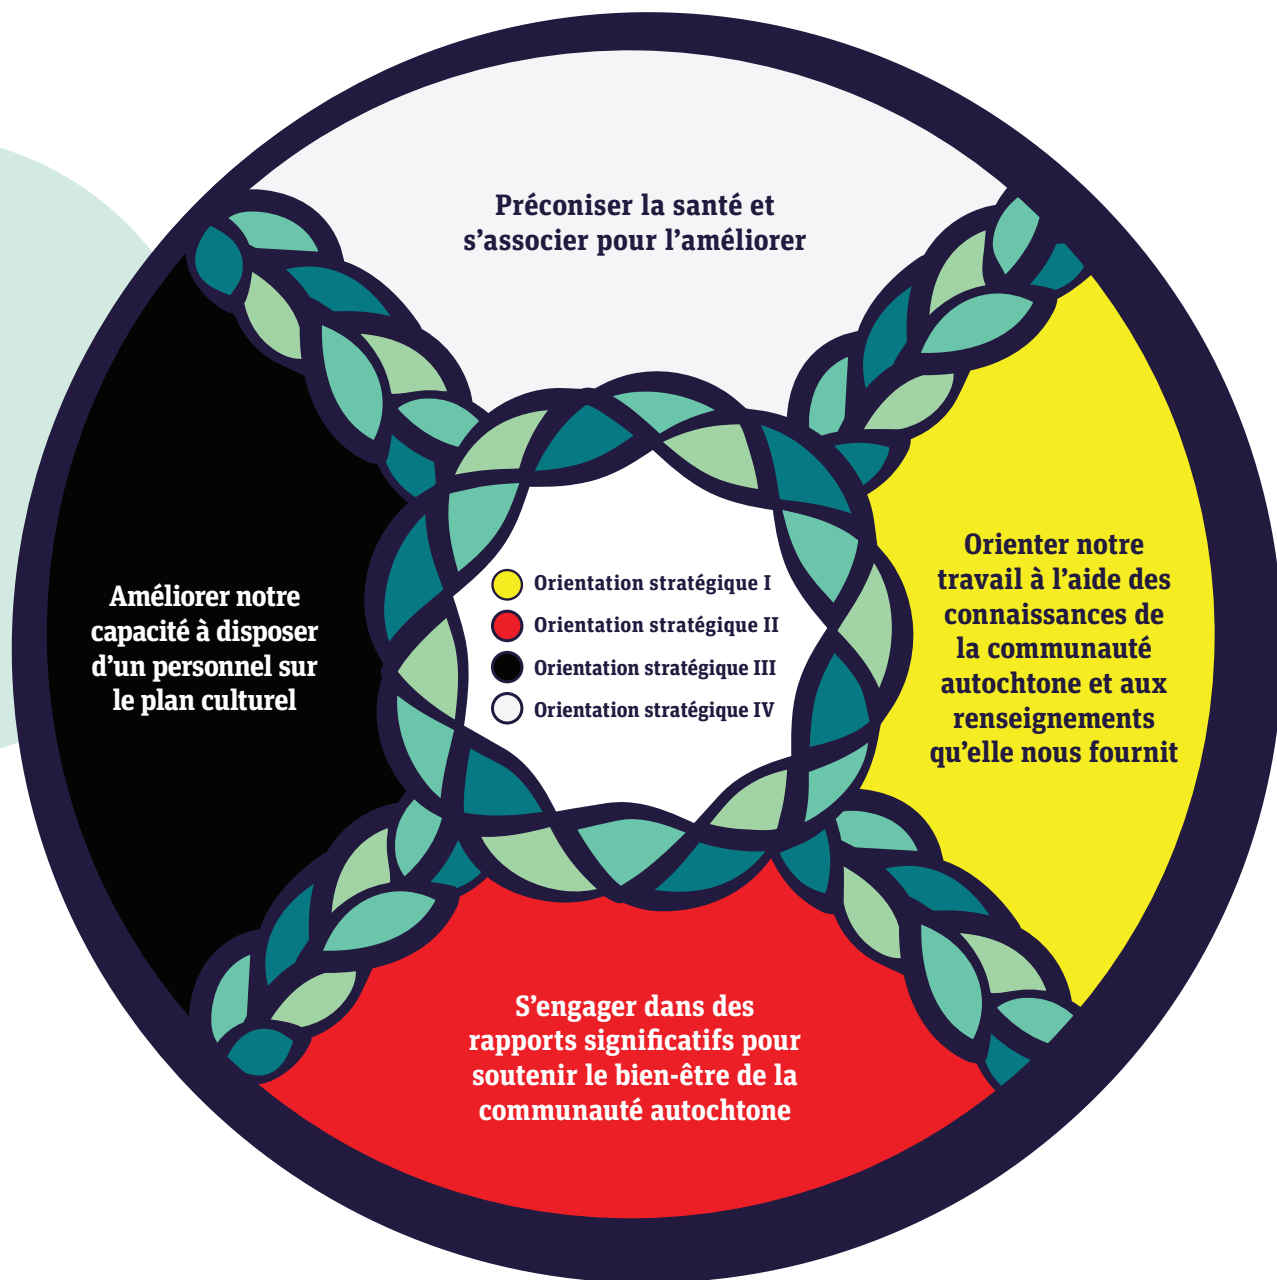 Préconiser la santé et
s’associer pour l’améliorer
Améliorer notre
capacité à disposer
d’un personnel sur
le plan culturel
Orientation stratégique I
Orientation stratégique II
Orientation stratégique III
Orientation stratégique IV
Orienter notre
travail à l’aide des
connaissances de
la communauté
autochtone et aux
renseignements
qu’elle nous fournit
S’engager dans des
rapports significatifs pour
soutenir le bien-être de la
communauté autochtone